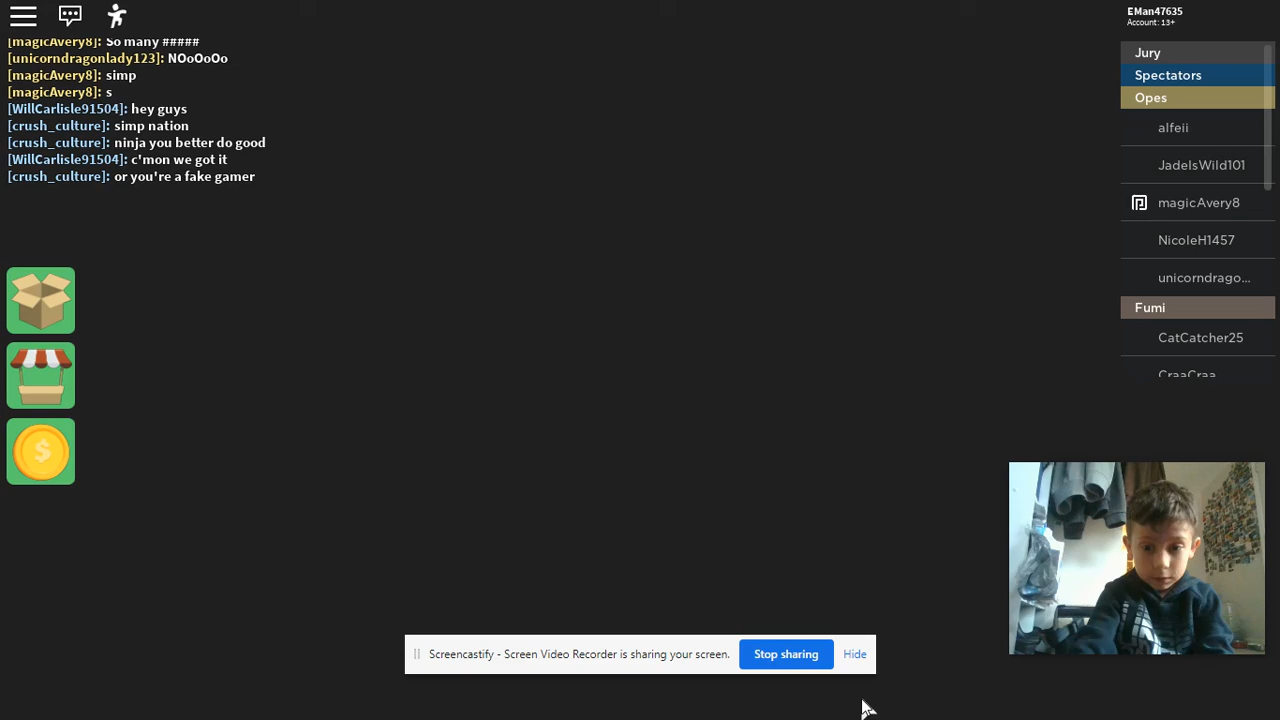 EMan47635
Account: 13+
[magicAvery8]: So many #####
[unicorndragonlady123]: NOoOoOo
[magicAvery8]: simp
[magicAvery8]: s
[WillCarlisle91504]: hey guys
[crush_culture]: simp nation
[crush_culture]: ninja you better do good
[WillCarlisle91504]: c'mon we got it
[crush_culture]: or you're a fake gamer
Jury
Spectators
Opes
alfeii
JadeIsWild101
magicAvery8
NicoleH1457
unicorndrago...
Fumi
CatCatcher25
CraaCraa
$
Screencastify - Screen Video Recorder is sharing your screen.
Stop sharing
Hide